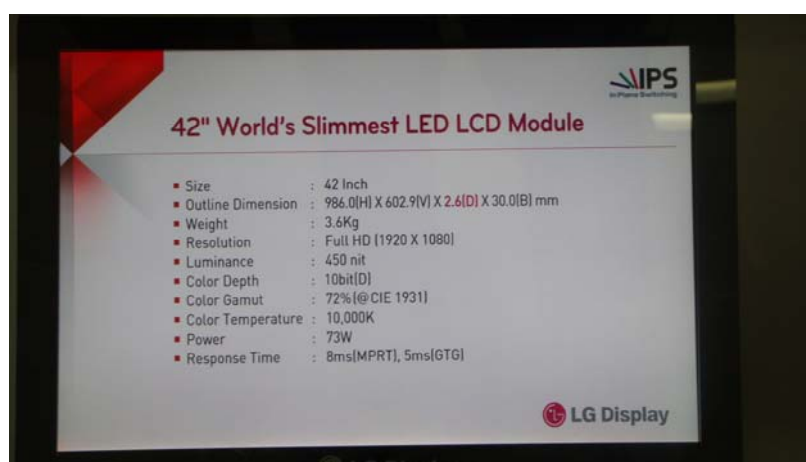 IPS
In-Plane Switching
42" World's Slimmest LED LCD Module
▪ Size : 42 Inch
▪ Outline Dimension : 986.0(H) X 602.9(V) X 2.6(D) X 30.0(B) mm
▪ Weight : 3.6Kg
▪ Resolution : Full HD (1920 X 1080)
▪ Luminance : 450 nit
▪ Color Depth : 10bit(D)
▪ Color Gamut : 72%(@CIE 1931)
▪ Color Temperature : 10,000K
▪ Power : 73W
▪ Response Time : 8ms(MPRT), 5ms(GTG)
LG Display